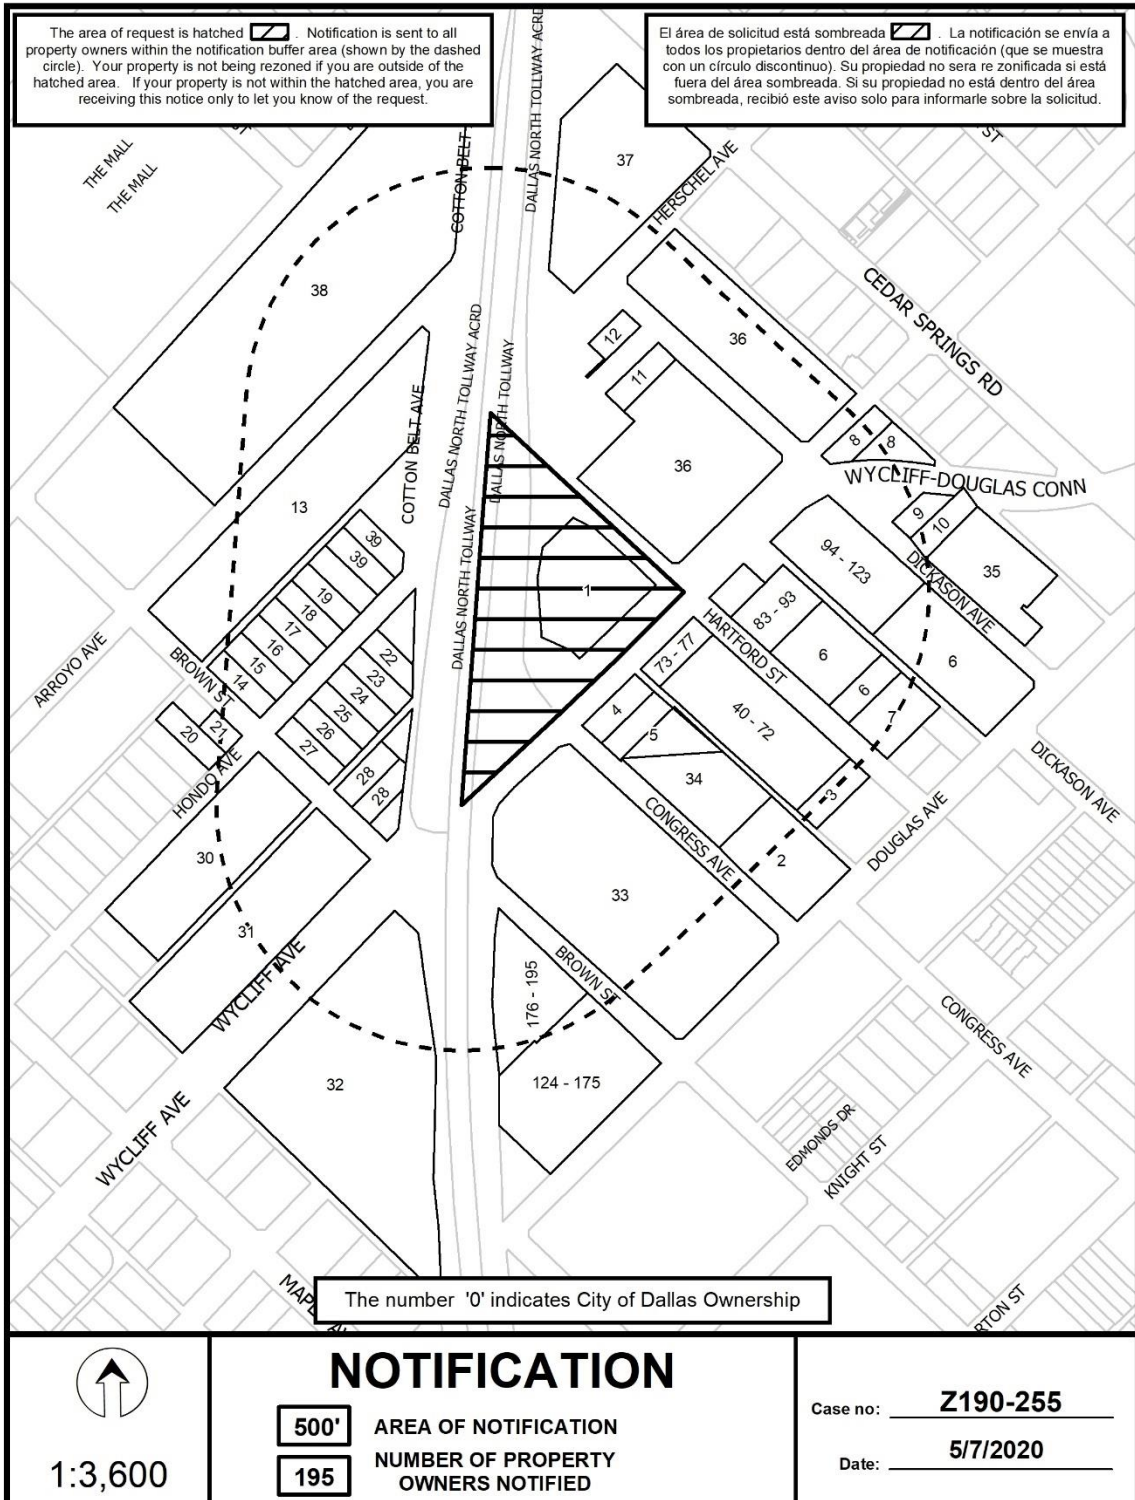 The area of request is hatched . Notification is sent to all
property owners within the notification buffer area (shown by the dashed
circle). Your property is not being rezoned if you are outside of the
hatched area. If your property is not within the hatched area, you are
receiving this notice only to let you know of the request.
El área de solicitud está sombreada . La notificación se envía a
todos los propietarios dentro del área de notificación (que se muestra
con un círculo discontinuo). Su propiedad no sera re zonificada si está
fuera del área sombreada. Si su propiedad no está dentro del área
sombreada, recibió este aviso solo para informarle sobre la solicitud.
THE MALL
THE MALL
ST
COTTON BELT
DALLAS NORTH TOLLWAY ACRD
ST
37
HERSCHEL AVE
38
CEDAR SPRINGS RD
36
12
11
DALLAS NORTH TOLLWAY ACRD
DALLAS NORTH TOLLWAY
COTTON BELT AVE
8
8
36
WYCLIFF-DOUGLAS CONN
13
9
10
39
39
DALLAS NORTH TOLLWAY
94 - 123
DICKASON AVE
35
1
19
18
17
16
15
14
83 - 93
HARTFORD ST
73 - 77
6
6
6
7
ARROYO AVE
BROWN ST
22
23
24
25
26
27
21
20
HONDO AVE
28
28
4
5
40 - 72
34
3
2
CONGRESS AVE
DOUGLAS AVE
DICKASON AVE
30
31
33
WYCLIFF AVE
BROWN ST
176 - 195
CONGRESS AVE
32
124 - 175
WYCLIFF AVE
EDMONDS DR
KNIGHT ST
RTON ST
The number '0' indicates City of Dallas Ownership
1:3,600
NOTIFICATION
500' AREA OF NOTIFICATION
195 NUMBER OF PROPERTY
OWNERS NOTIFIED
Case no: Z190-255
Date: 5/7/2020